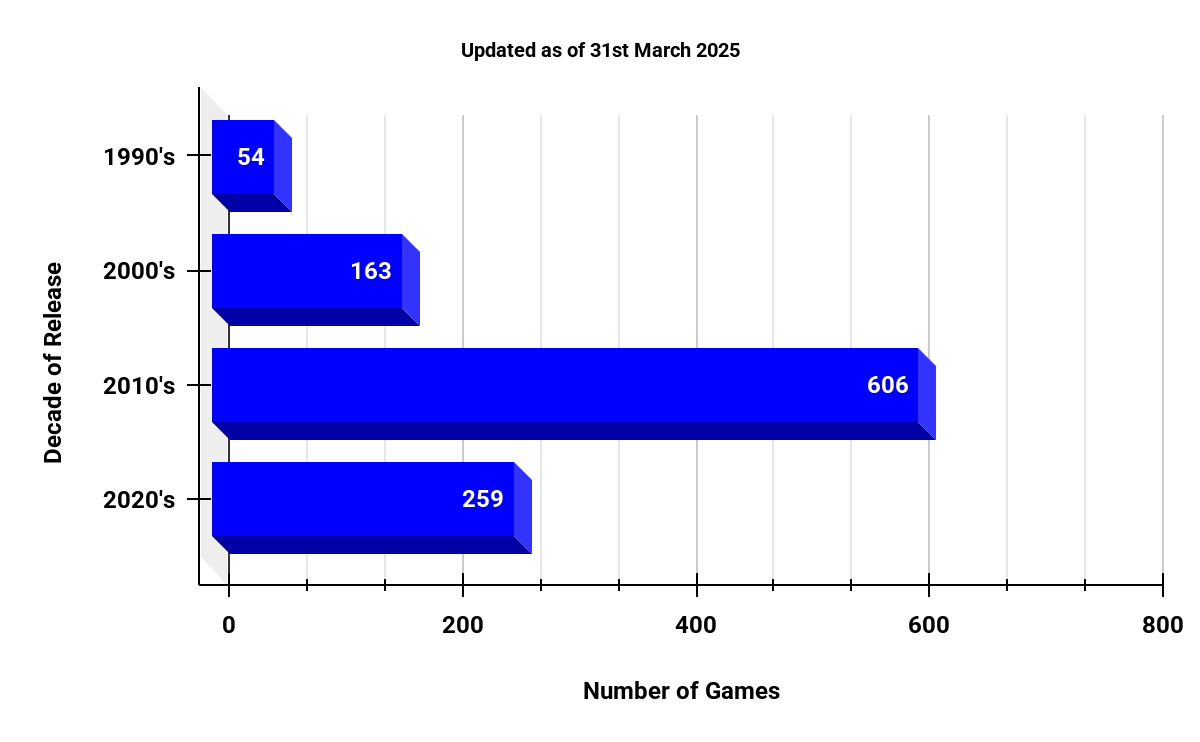 Updated as of 31st March 2025
Decade of Release
1990's
54
2000's
163
2010's
606
2020's
259
0 200 400 600 800
Number of Games